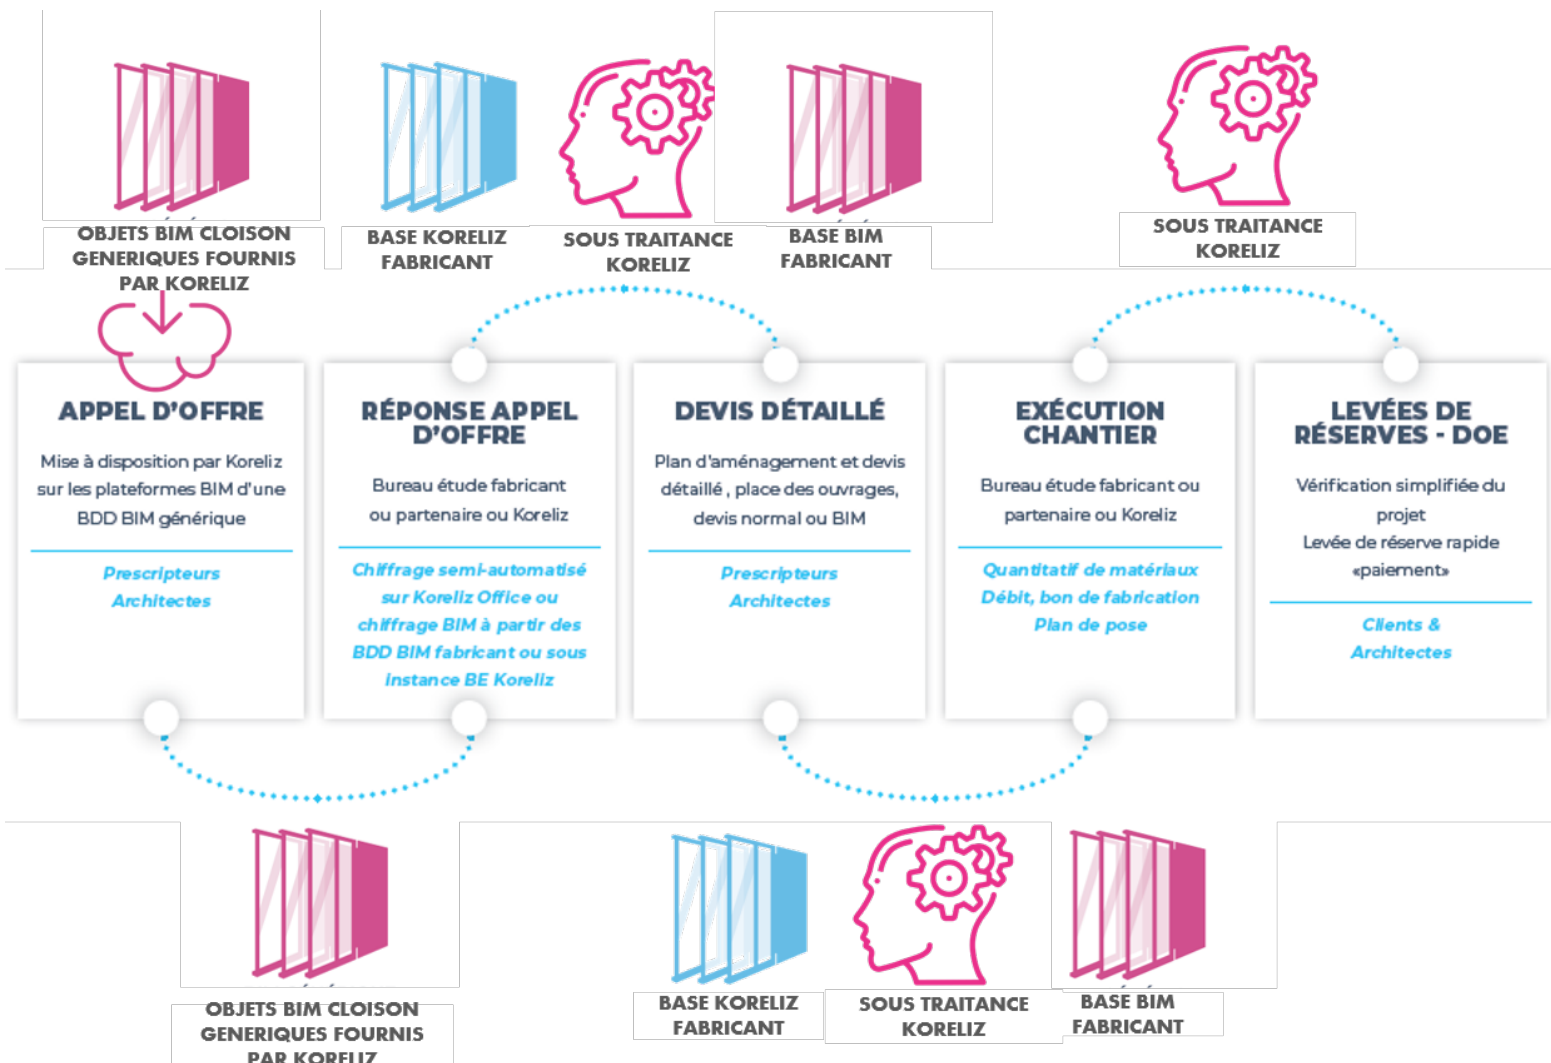 OBJETS BIM CLOISON
GENERIQUES FOURNIS
PAR KORELIZ
BASE KORELIZ
FABRICANT
SOUS TRAITANCE
KORELIZ
BASE BIM
FABRICANT
SOUS TRAITANCE
KORELIZ
APPEL D'OFFRE
Mise à disposition par Koreliz
sur les plateformes BIM d'une
BDD BIM générique
Prescripteurs
Architectes
RÉPONSE APPEL
D'OFFRE
Bureau étude fabricant
ou partenaire ou Koreliz
Chiffrage semi-automatisé
sur Koreliz Office ou
chiffrage BIM à partir des
BDD BIM fabricant ou sous
instance BE Koreliz
DEVIS DÉTAILLÉ
Plan d'aménagement et devis
détaillé , place des ouvrages,
devis normal ou BIM
Prescripteurs
Architectes
EXÉCUTION
CHANTIER
Bureau étude fabricant ou
partenaire ou Koreliz
Quantitatif de matériaux
Débit, bon de fabrication
Plan de pose
LEVÉES DE
RÉSERVES - DOE
Vérification simplifiée du
projet
Levée de réserve rapide
«paiement»
Clients &
Architectes
OBJETS BIM CLOISON
GENERIQUES FOURNIS
PAR KORELIZ
BASE KORELIZ
FABRICANT
SOUS TRAITANCE
KORELIZ
BASE BIM
FABRICANT